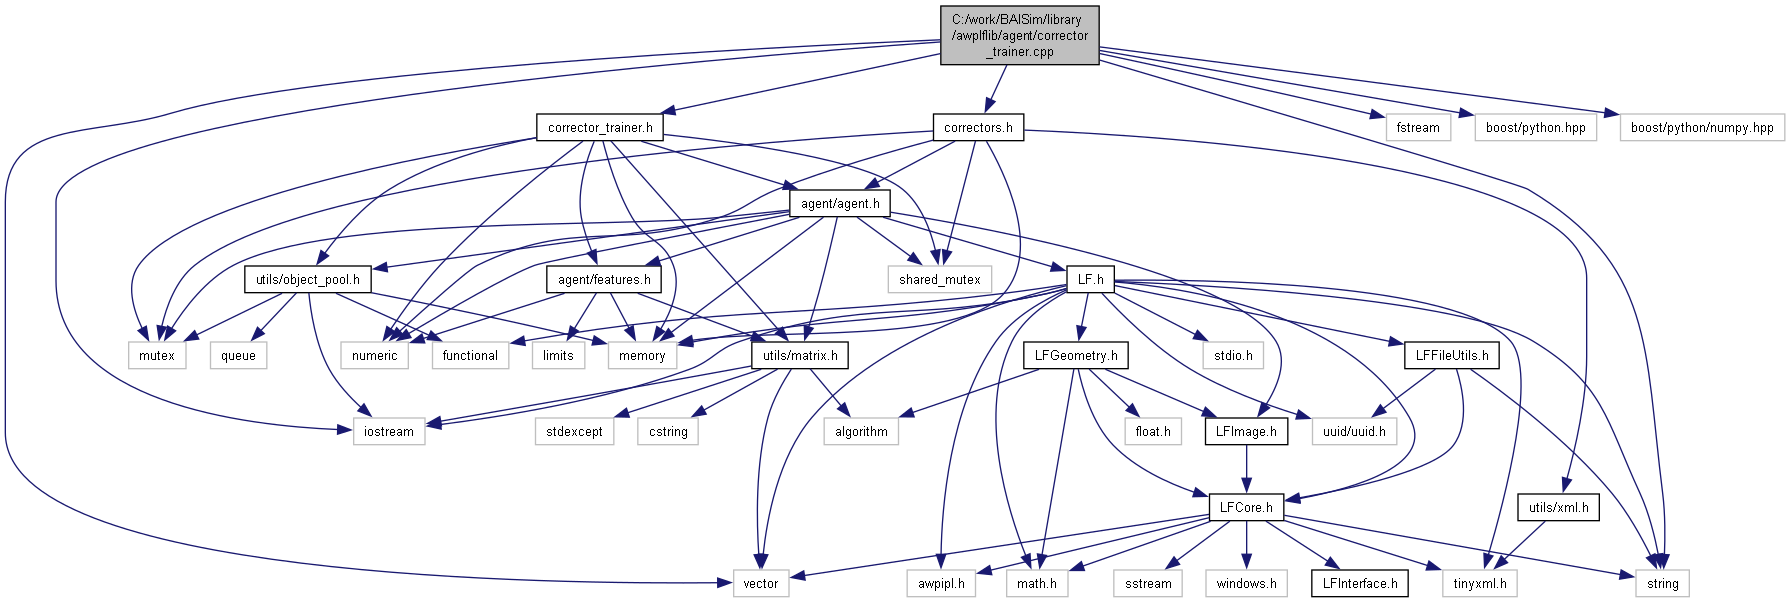 C:/work/BAISim/library
/awplflib/agent/corrector
_trainer.cpp
corrector_trainer.h
correctors.h
fstream
boost/python.hpp
boost/python/numpy.hpp
agent/agent.h
utils/object_pool.h
agent/features.h
shared_mutex
LF.h
mutex
queue
numeric
functional
limits
memory
utils/matrix.h
LFGeometry.h
stdio.h
LFFileUtils.h
iostream
stdexcept
cstring
algorithm
float.h
LFImage.h
uuid/uuid.h
LFCore.h
utils/xml.h
vector
awpipl.h
math.h
sstream
windows.h
LFInterface.h
tinyxml.h
string